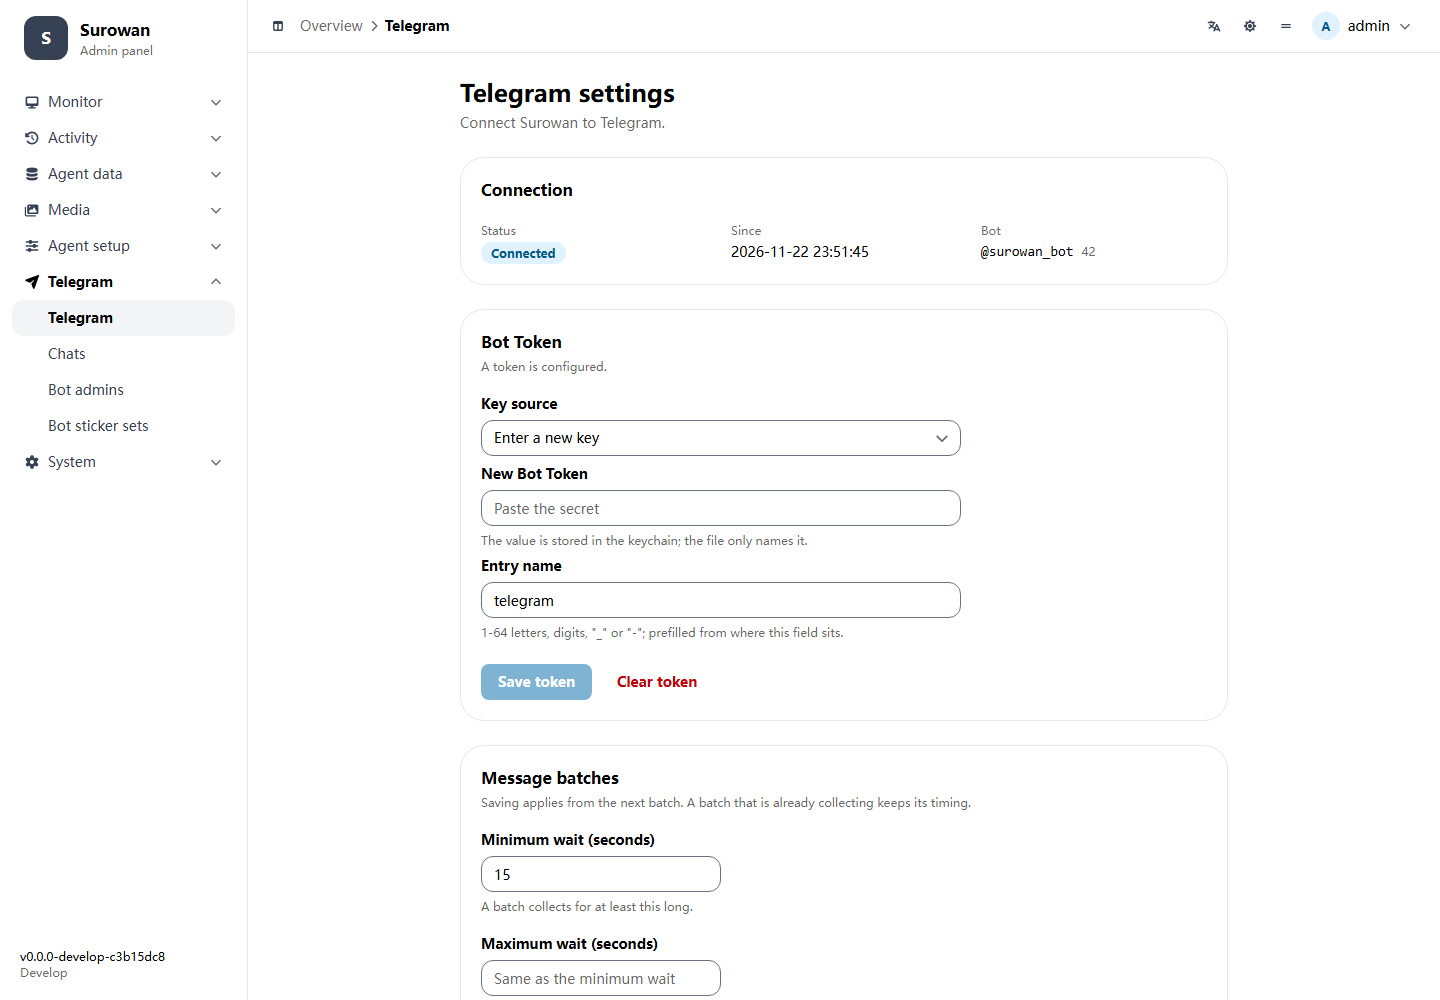 S
Surowan
Admin panel
Monitor
Activity
Agent data
Media
Agent setup
Telegram
Telegram
Chats
Bot admins
Bot sticker sets
System
v0.0.0-develop-c3b15dc8
Develop
Overview > Telegram
A admin
Telegram settings
Connect Surowan to Telegram.
Connection
Status Since Bot
Connected 2026-11-22 23:51:45 @surowan_bot 42
Bot Token
A token is configured.
Key source
Enter a new key
New Bot Token
Paste the secret
The value is stored in the keychain; the file only names it.
Entry name
telegram
1-64 letters, digits, "_" or "-"; prefilled from where this field sits.
Save token Clear token
Message batches
Saving applies from the next batch. A batch that is already collecting keeps its timing.
Minimum wait (seconds)
15
A batch collects for at least this long.
Maximum wait (seconds)
Same as the minimum wait